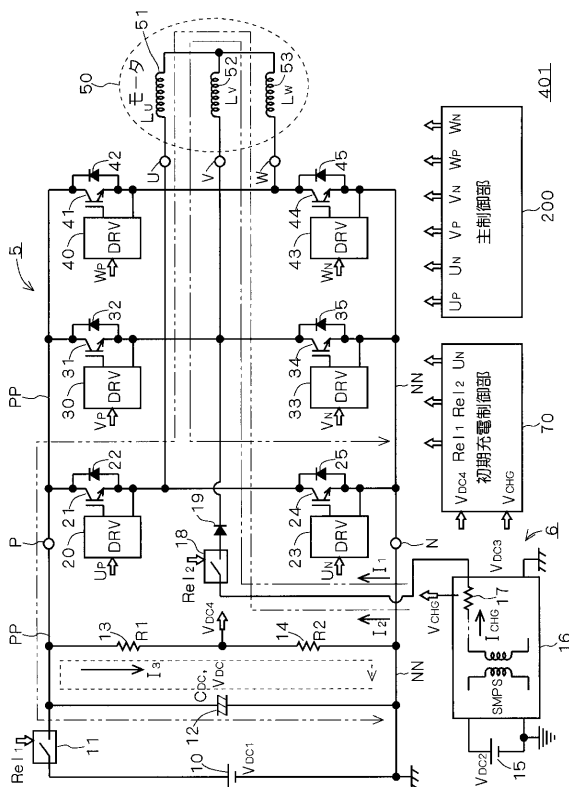 50
51
モータ
LU
52
LV
53
LW
U
V
W
5
PP
P
PP
42
41
40
DRV
WP
45
44
43
DRV
WN
32
31
30
DRV
VP
35
34
33
DRV
VN
NN
22
21
20
DRV
UP
25
24
23
DRV
UN
N
19
18
Rel2
VDC4
13
R1
14
R2
I1
I2
I3
CDC, VDC
12
NN
Rel1
11
10
VDC1
WN
WP
VN
VP
UN
UP
主制御部
200
401
VDC4
VCHG
Rel1 Rel2 UN
初期充電制御部
70
6
VDC3
VCHG
17
ICHG
SMPS
16
VDC2
15